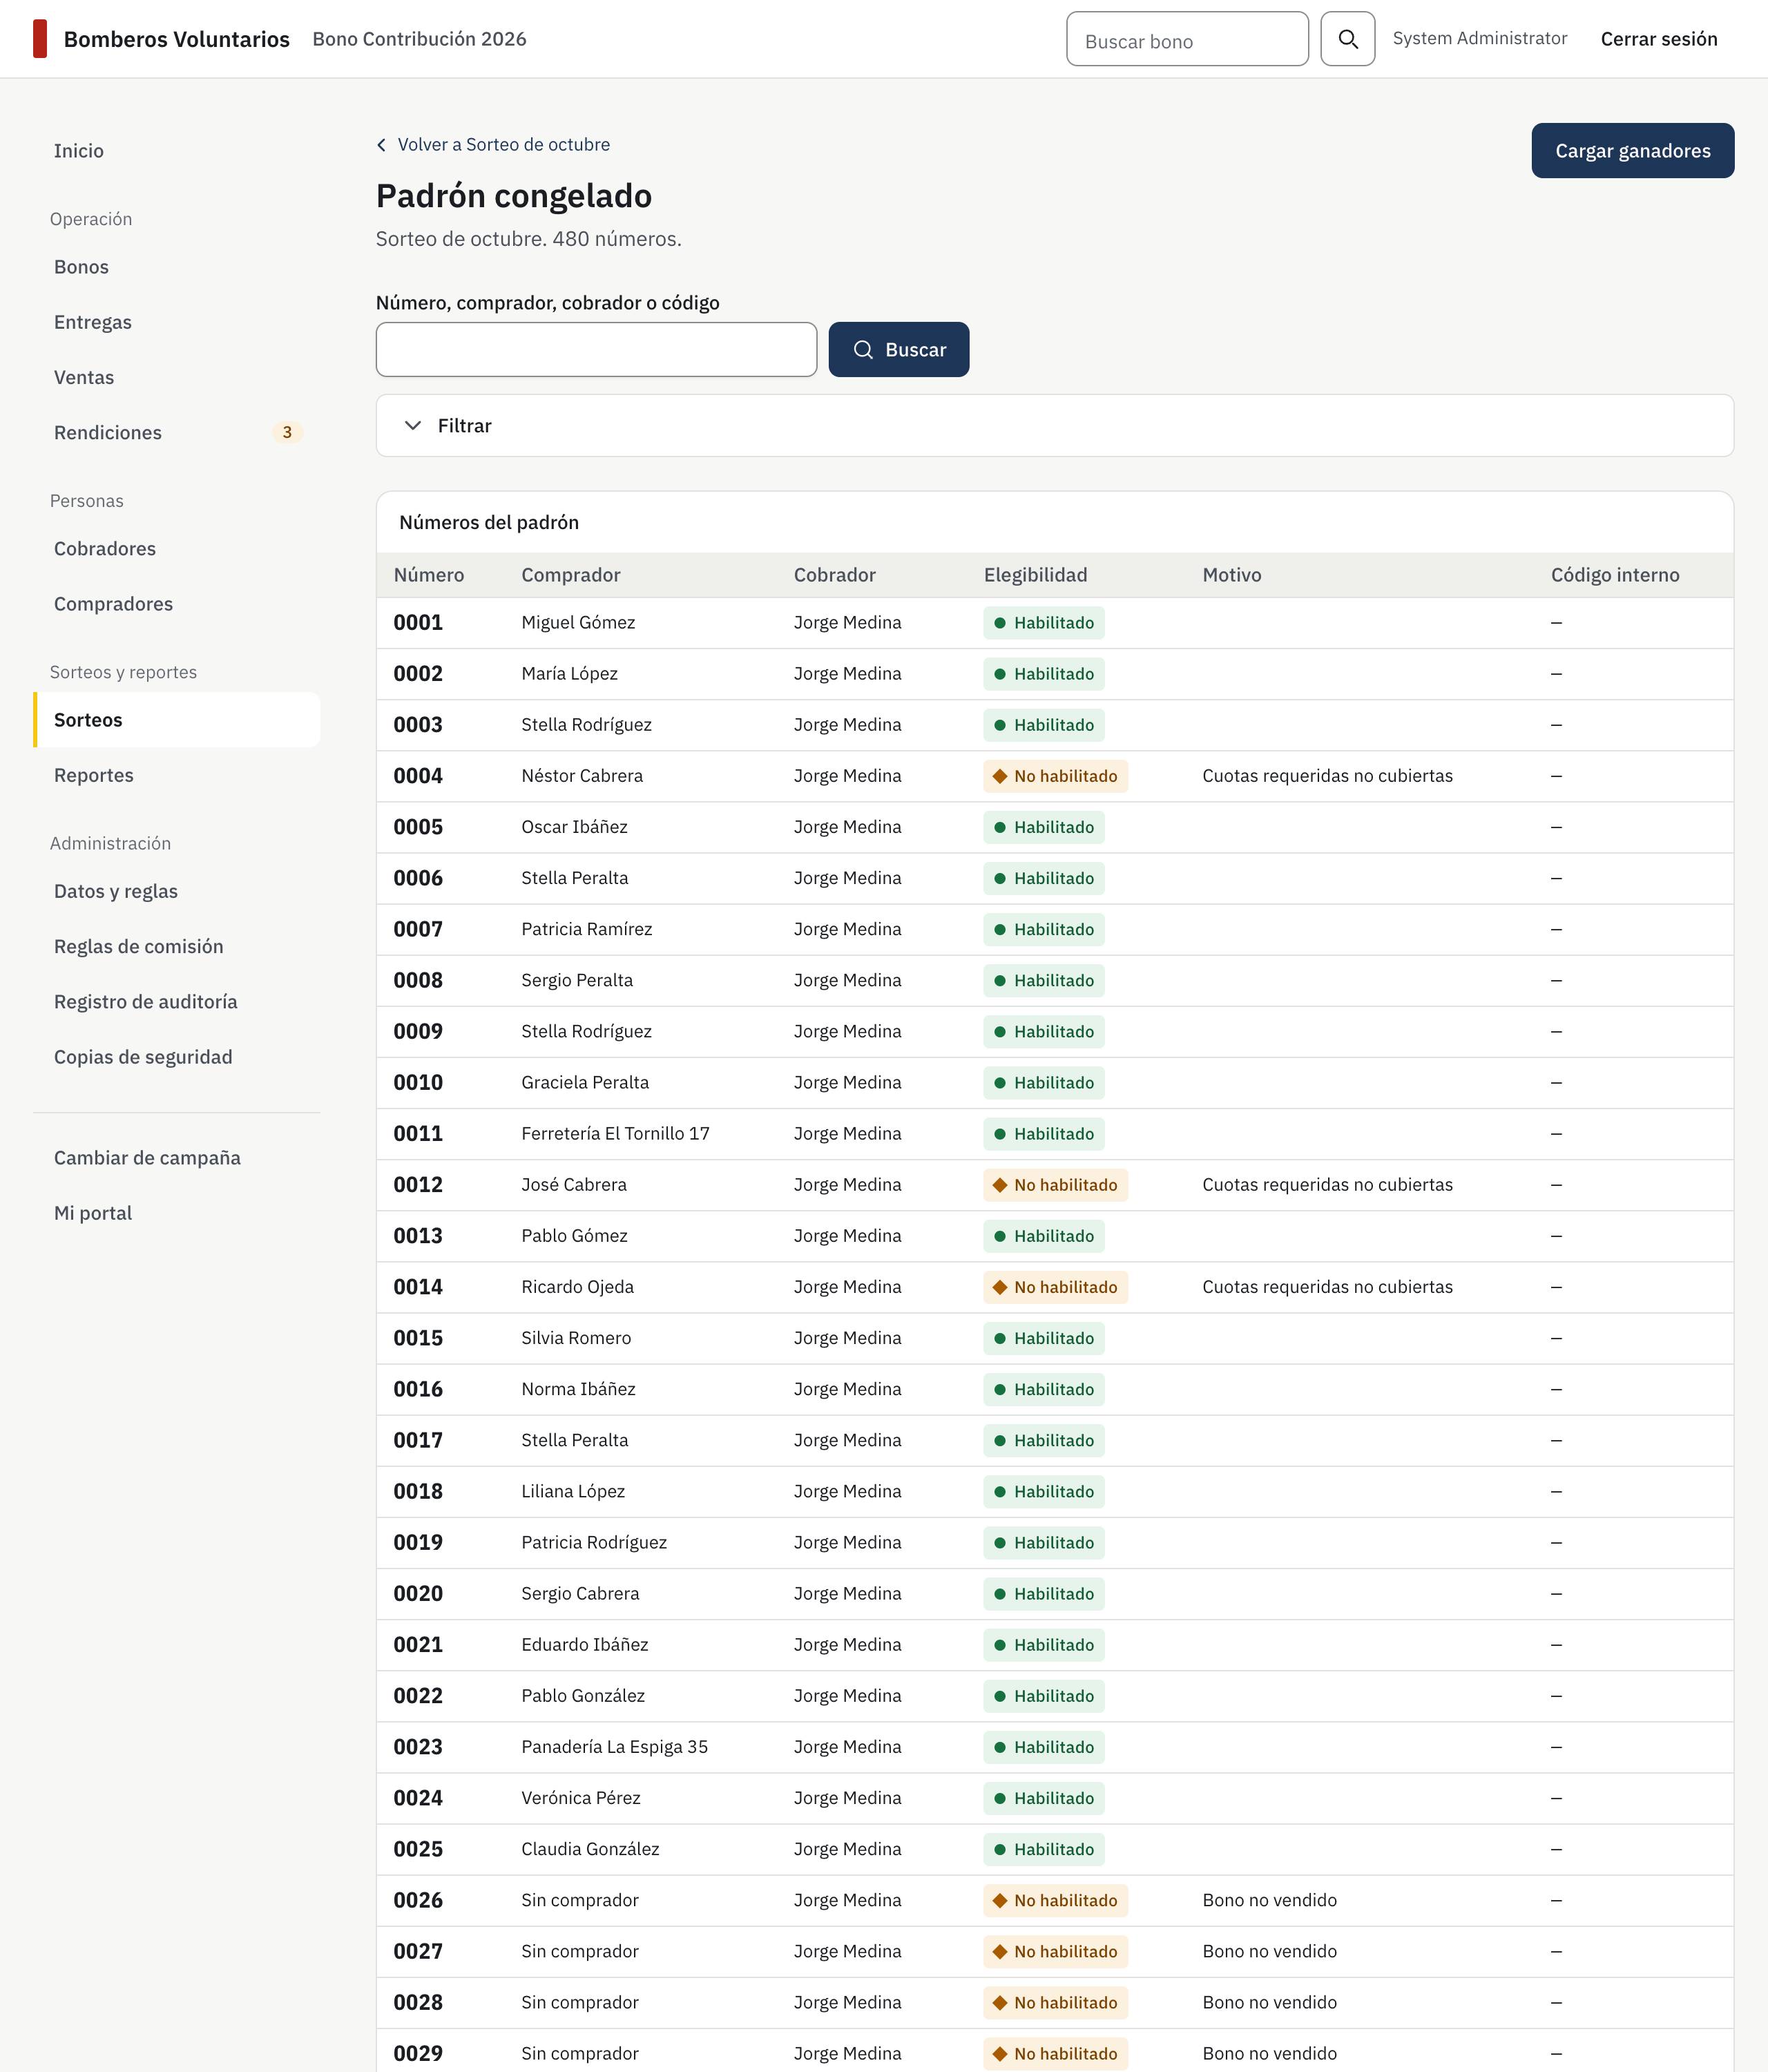 Bomberos Voluntarios Bono Contribución 2026 Buscar bono System Administrator Cerrar sesión
Inicio
Operación
Bonos
Entregas
Ventas
Rendiciones 3
Personas
Cobradores
Compradores
Sorteos y reportes
Sorteos
Reportes
Administración
Datos y reglas
Reglas de comisión
Registro de auditoría
Copias de seguridad
Cambiar de campaña
Mi portal
Volver a Sorteo de octubre
Cargar ganadores
Padrón congelado
Sorteo de octubre. 480 números.
Número, comprador, cobrador o código
Buscar
Filtrar
Números del padrón
Número Comprador Cobrador Elegibilidad Motivo Código interno
0001 Miguel Gómez Jorge Medina Habilitado –
0002 María López Jorge Medina Habilitado –
0003 Stella Rodríguez Jorge Medina Habilitado –
0004 Néstor Cabrera Jorge Medina No habilitado Cuotas requeridas no cubiertas –
0005 Oscar Ibáñez Jorge Medina Habilitado –
0006 Stella Peralta Jorge Medina Habilitado –
0007 Patricia Ramírez Jorge Medina Habilitado –
0008 Sergio Peralta Jorge Medina Habilitado –
0009 Stella Rodríguez Jorge Medina Habilitado –
0010 Graciela Peralta Jorge Medina Habilitado –
0011 Ferretería El Tornillo 17 Jorge Medina Habilitado –
0012 José Cabrera Jorge Medina No habilitado Cuotas requeridas no cubiertas –
0013 Pablo Gómez Jorge Medina Habilitado –
0014 Ricardo Ojeda Jorge Medina No habilitado Cuotas requeridas no cubiertas –
0015 Silvia Romero Jorge Medina Habilitado –
0016 Norma Ibáñez Jorge Medina Habilitado –
0017 Stella Peralta Jorge Medina Habilitado –
0018 Liliana López Jorge Medina Habilitado –
0019 Patricia Rodríguez Jorge Medina Habilitado –
0020 Sergio Cabrera Jorge Medina Habilitado –
0021 Eduardo Ibáñez Jorge Medina Habilitado –
0022 Pablo González Jorge Medina Habilitado –
0023 Panadería La Espiga 35 Jorge Medina Habilitado –
0024 Verónica Pérez Jorge Medina Habilitado –
0025 Claudia González Jorge Medina Habilitado –
0026 Sin comprador Jorge Medina No habilitado Bono no vendido –
0027 Sin comprador Jorge Medina No habilitado Bono no vendido –
0028 Sin comprador Jorge Medina No habilitado Bono no vendido –
0029 Sin comprador Jorge Medina No habilitado Bono no vendido –